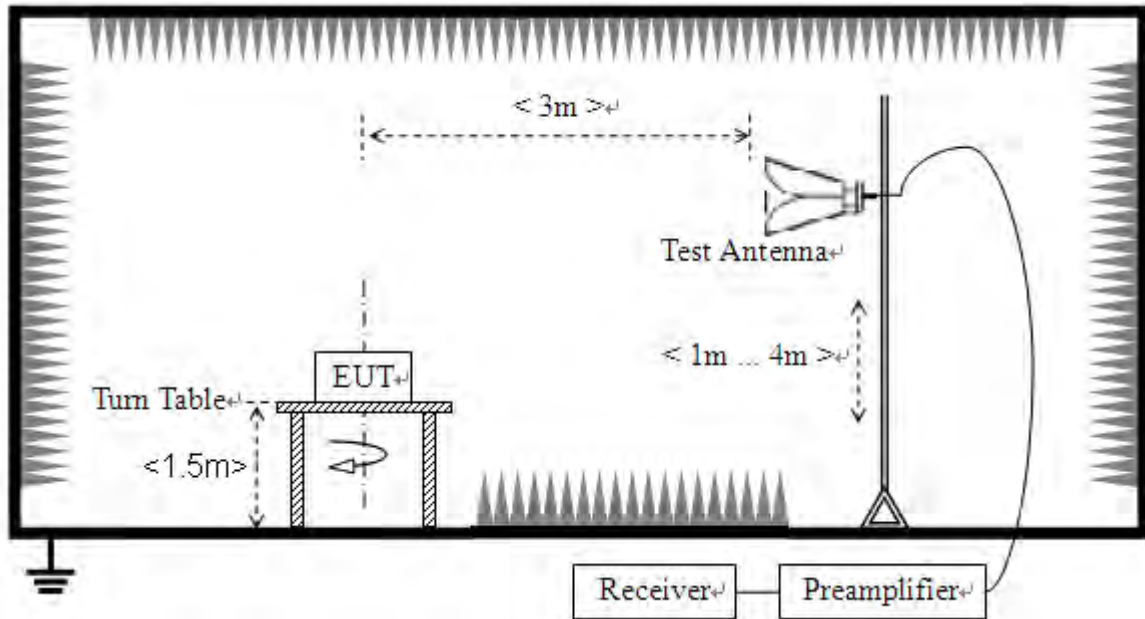 < 3m >↵
Test Antenna↵
< 1m ... 4m >↵
EUT↵
Turn Table↵
<1.5m>
Receiver↵
Preamplifier↵